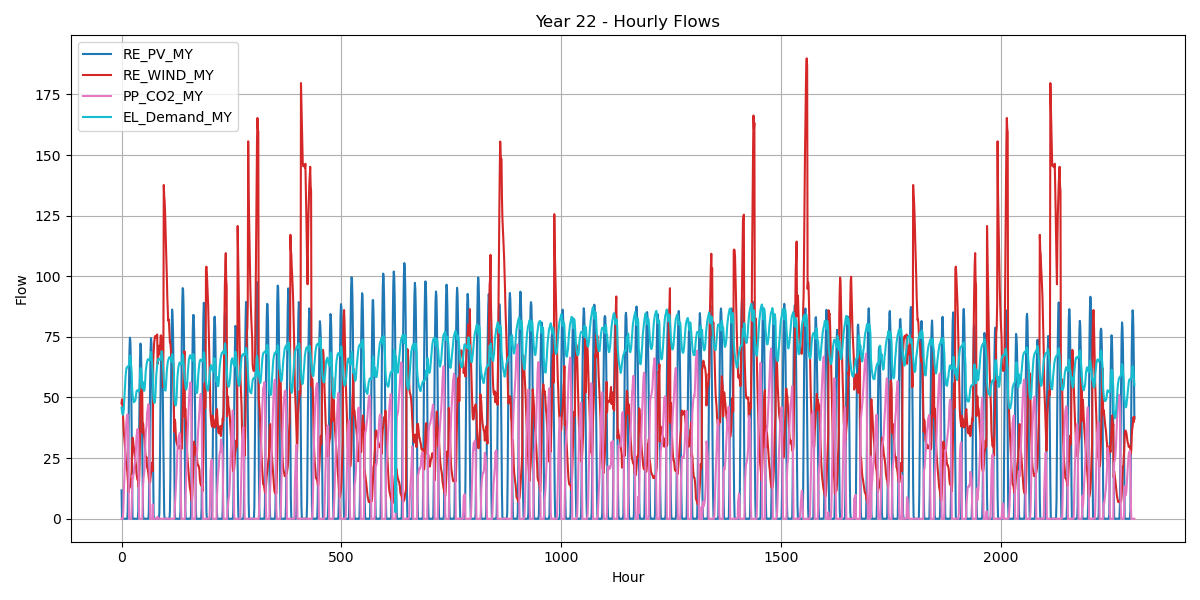 Year 22 - Hourly Flows
RE_PV_MY
RE_WIND_MY
PP_CO2_MY
EL_Demand_MY
175
150
125
100
75
50
25
0
Flow
0 500 1000 1500 2000
Hour